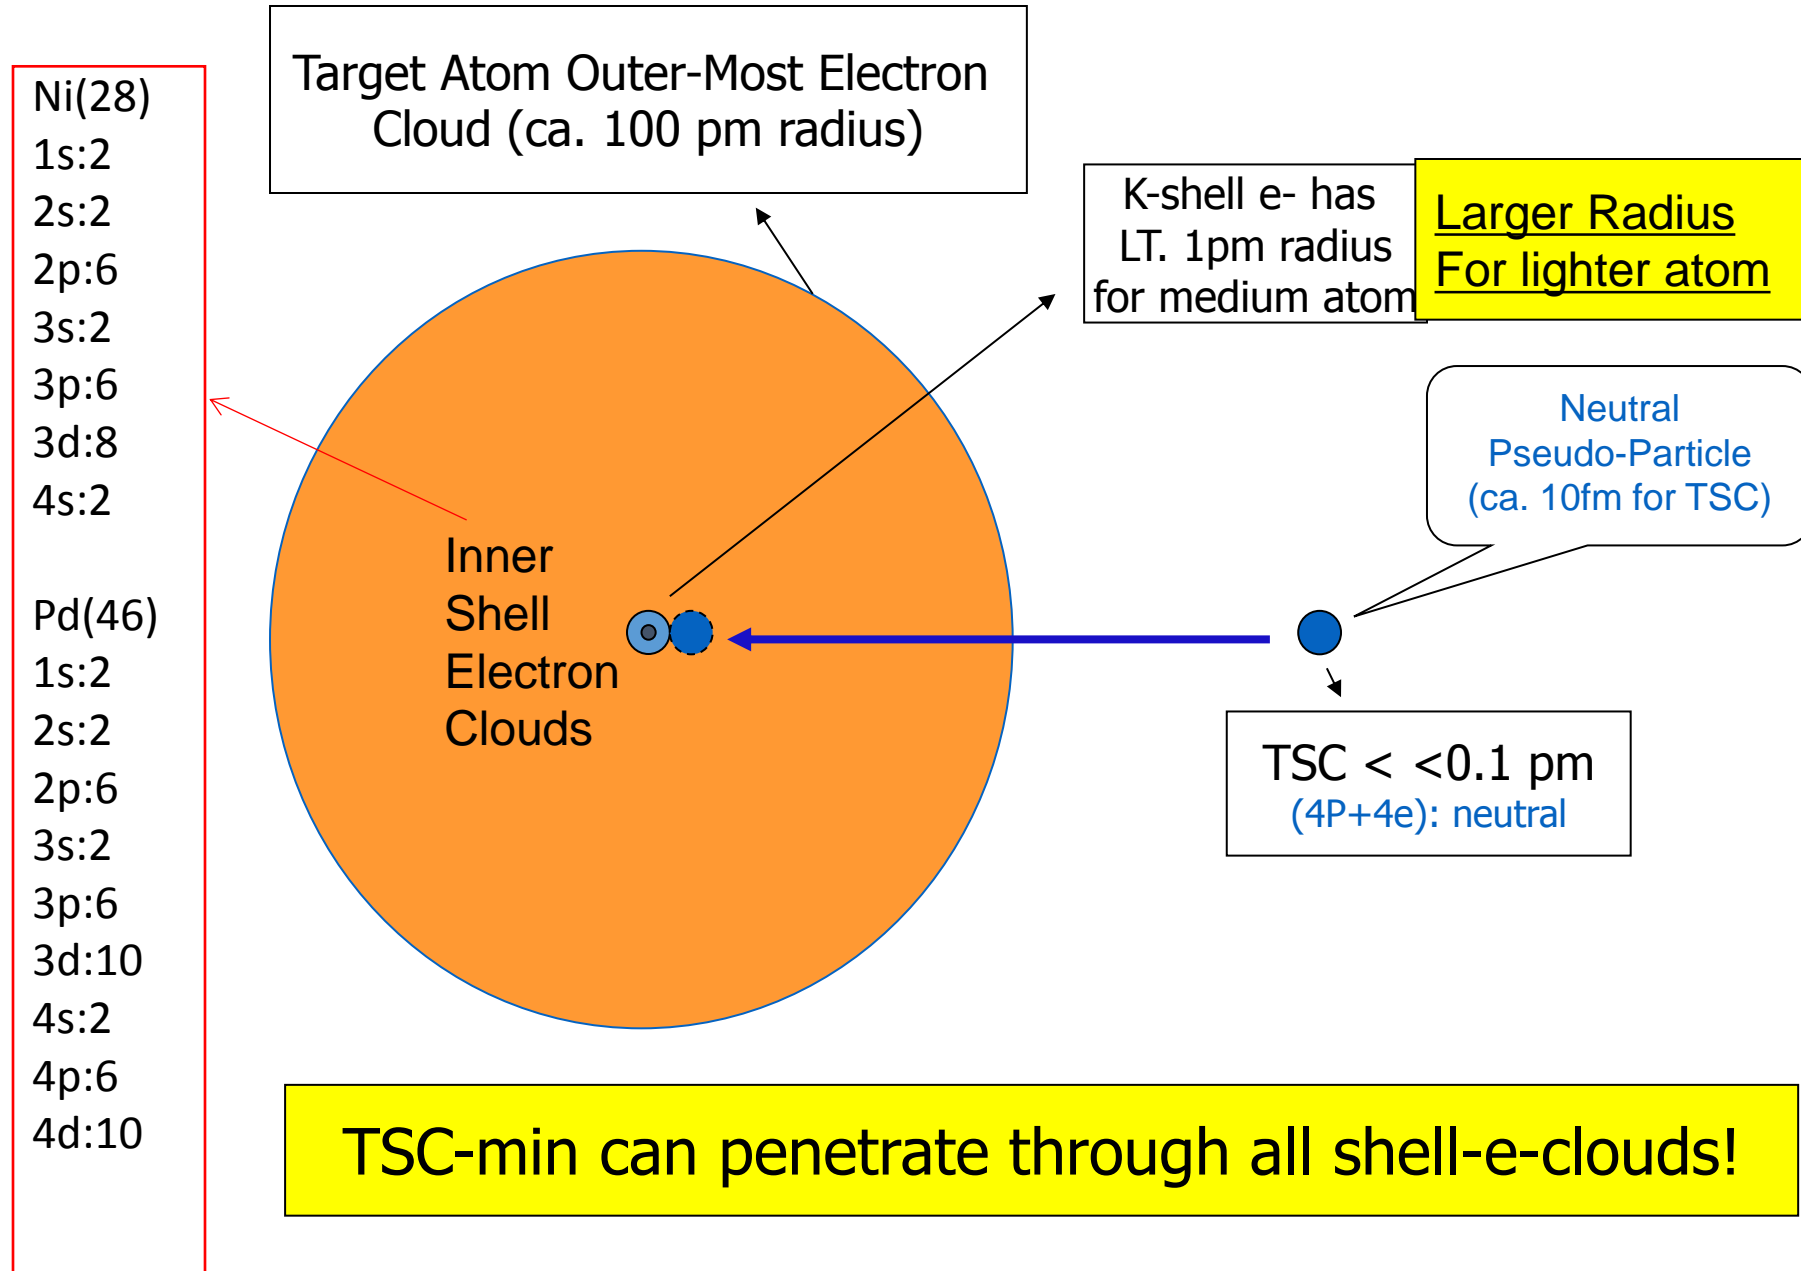 Ni(28)
1s:2
2s:2
2p:6
3s:2
3p:6
3d:8
4s:2
Pd(46)
1s:2
2s:2
2p:6
3s:2
3p:6
3d:10
4s:2
4p:6
4d:10
Target Atom Outer-Most Electron
Cloud (ca. 100 pm radius)
K-shell e- has
LT. 1pm radius
for medium atom
Larger Radius
For lighter atom
Neutral
Pseudo-Particle
(ca. 10fm for TSC)
Inner
Shell
Electron
Clouds
TSC < <0.1 pm
(4P+4e): neutral
TSC-min can penetrate through all shell-e-clouds!